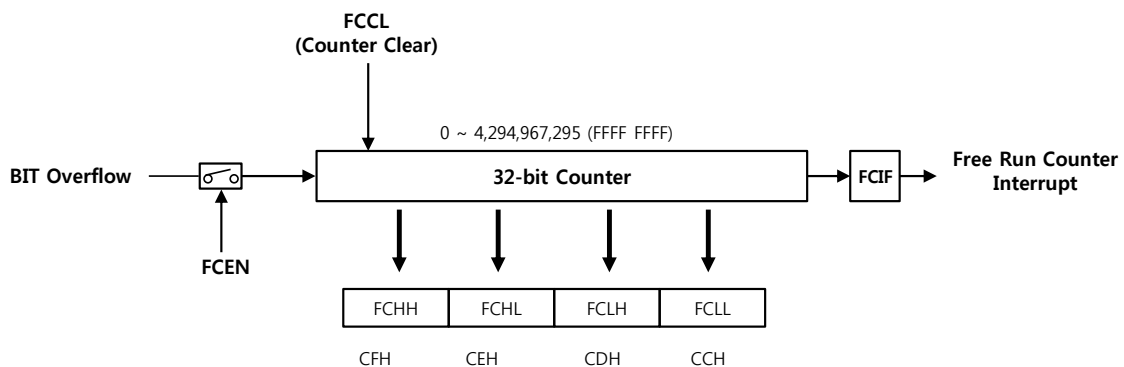 FCCL
(Counter Clear)
0 ~ 4,294,967,295 (FFFF FFFF)
BIT Overflow
32-bit Counter
FCIF
Free Run Counter
Interrupt
FCEN
FCHH FCHL FCLH FCLL
CFH CEH CDH CCH